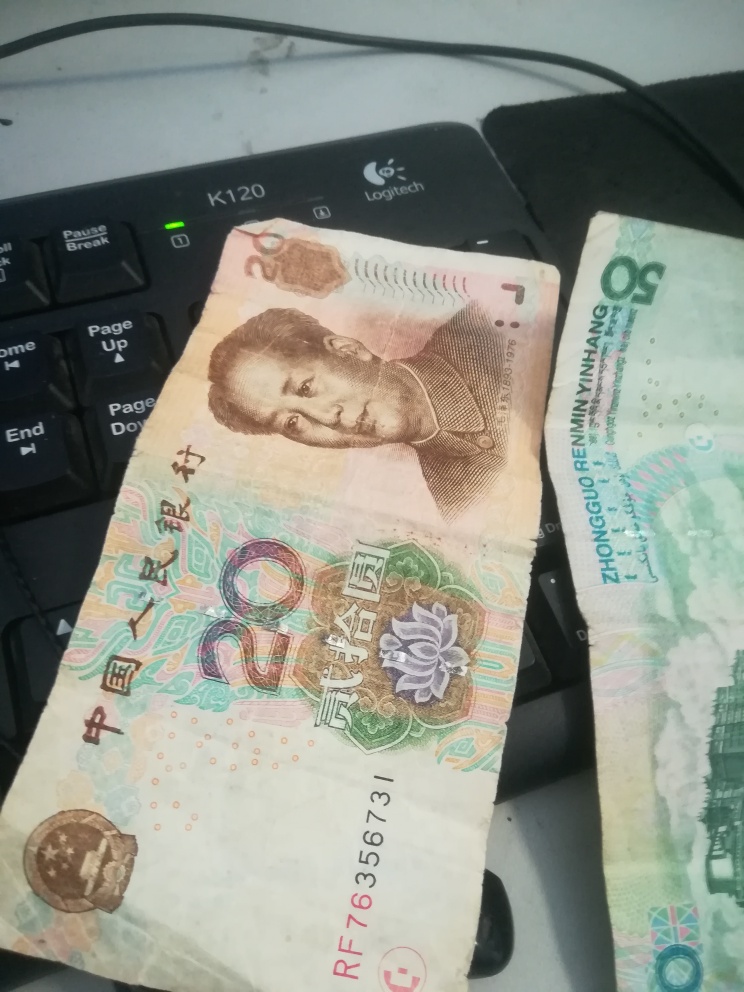 K120
Logitech
Pause
Break
1
Page
Up
End
Page
20
中国人民银行
20
贰拾圆
RF76356731
50
ZHONGGUO RENMIN YINHANG